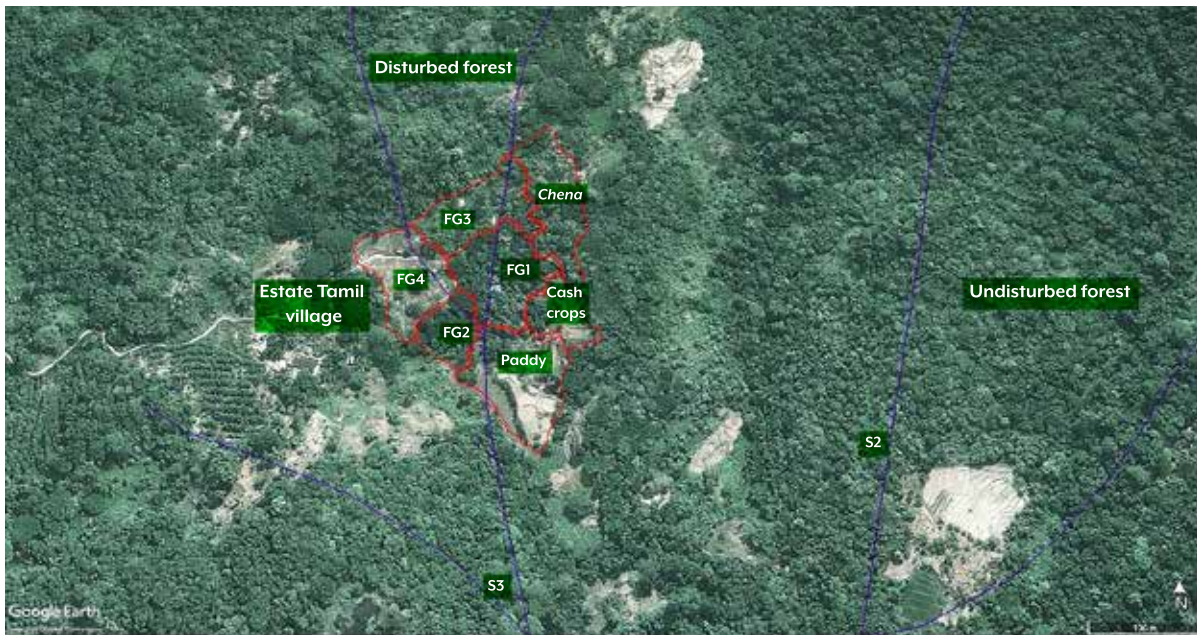 Disturbed forest
Chena
FG3
FG1
FG4
Estate Tamil
village
Cash
crops
Undisturbed forest
FG2
Paddy
S2
S3
Google Earth
N